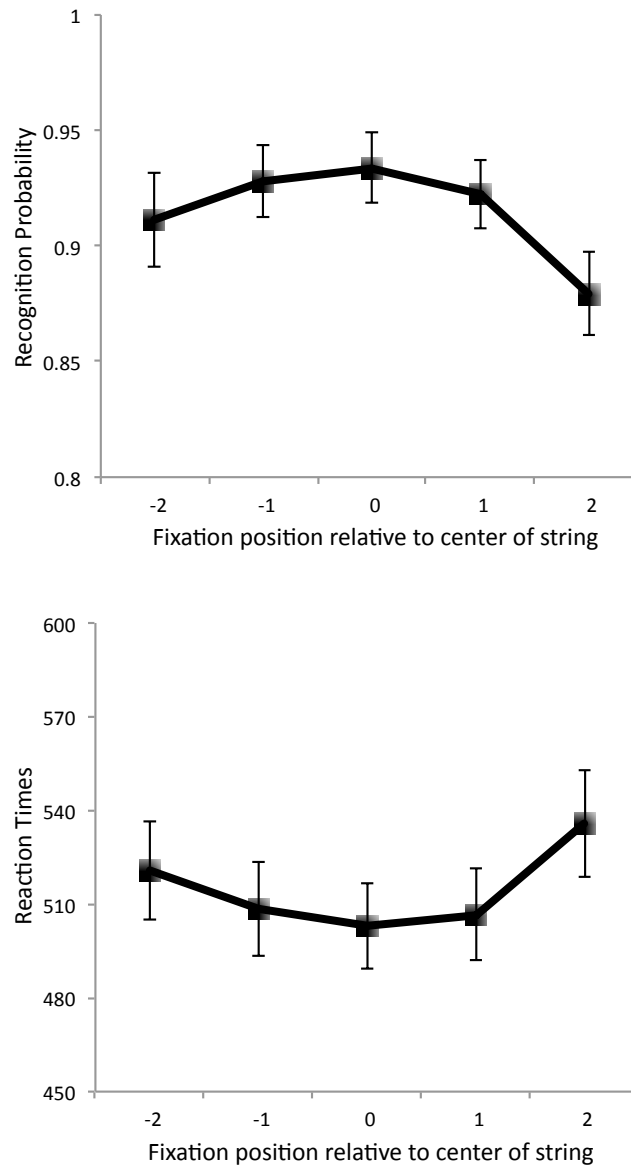 1
0.95
0.9
0.85
0.8
Recognition Probability
-2 -1 0 1 2
Fixation position relative to center of string
600
570
540
510
480
450
Reaction Times
-2 -1 0 1 2
Fixation position relative to center of string